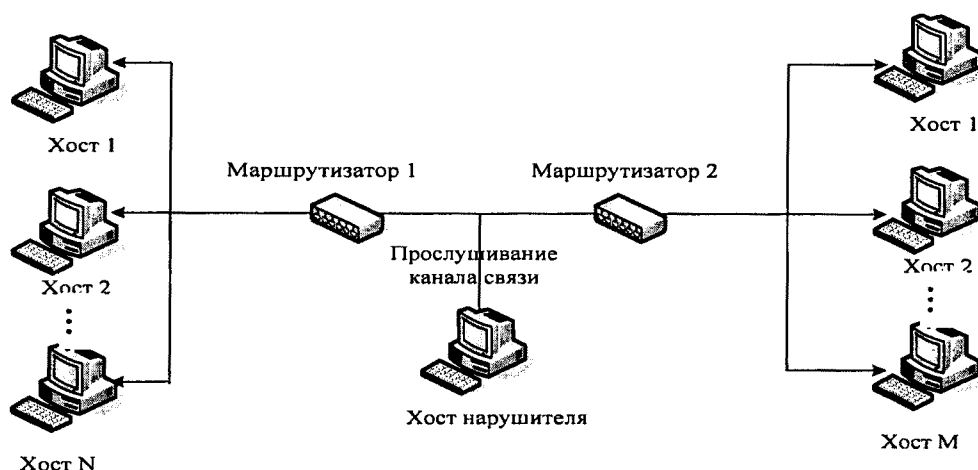 Хост 1
Хост 1
Маршрутизатор 1
Маршрутизатор 2
Прослушивание
канала связи
Хост 2
Хост 2
Хост нарушителя
Хост N
Хост M